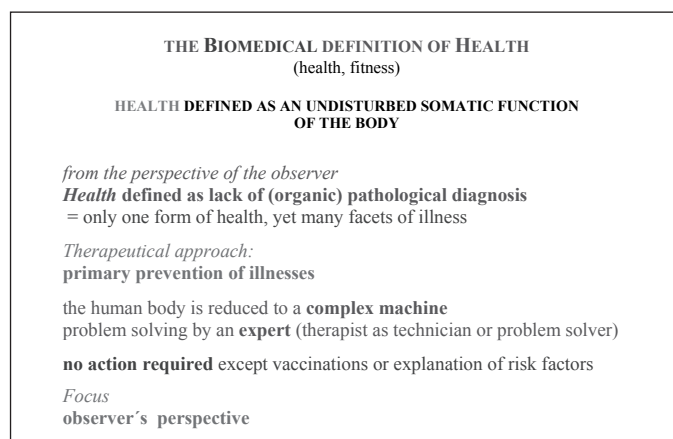 THE BIOMEDICAL DEFINITION OF HEALTH
(health, fitness)
HEALTH DEFINED AS AN UNDISTURBED SOMATIC FUNCTION
OF THE BODY
from the perspective of the observer
Health defined as lack of (organic) pathological diagnosis
= only one form of health, yet many facets of illness
Therapeutical approach:
primary prevention of illnesses
the human body is reduced to a complex machine
problem solving by an expert (therapist as technician or problem solver)
no action required except vaccinations or explanation of risk factors
Focus
observer´s perspective